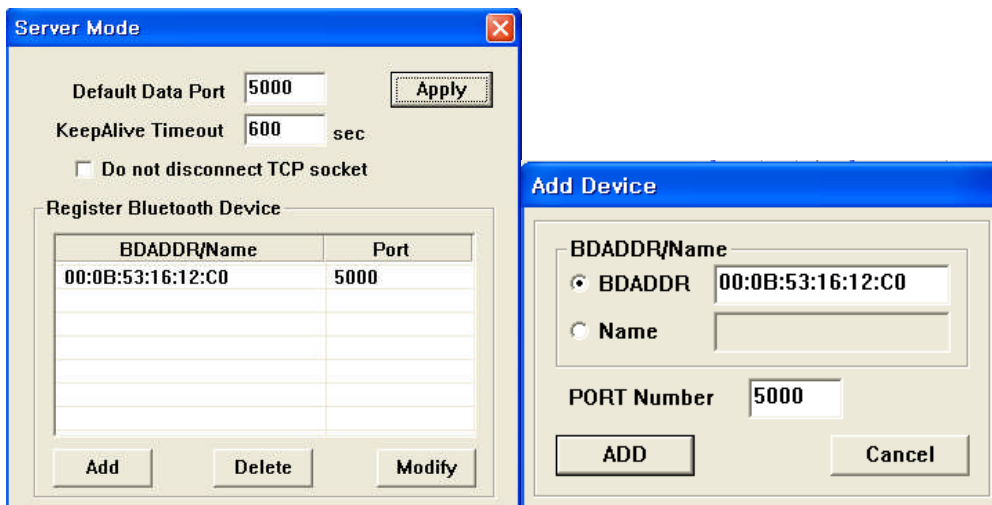 Server Mode
Default Data Port 5000 Apply
KeepAlive Timeout 600 sec
Do not disconnect TCP socket
Register Bluetooth Device
BDADDR/Name Port
00:0B:53:16:12:C0 5000
Add Delete Modify
Add Device
BDADDR/Name
BDADDR 00:0B:53:16:12:C0
Name
PORT Number 5000
ADD Cancel